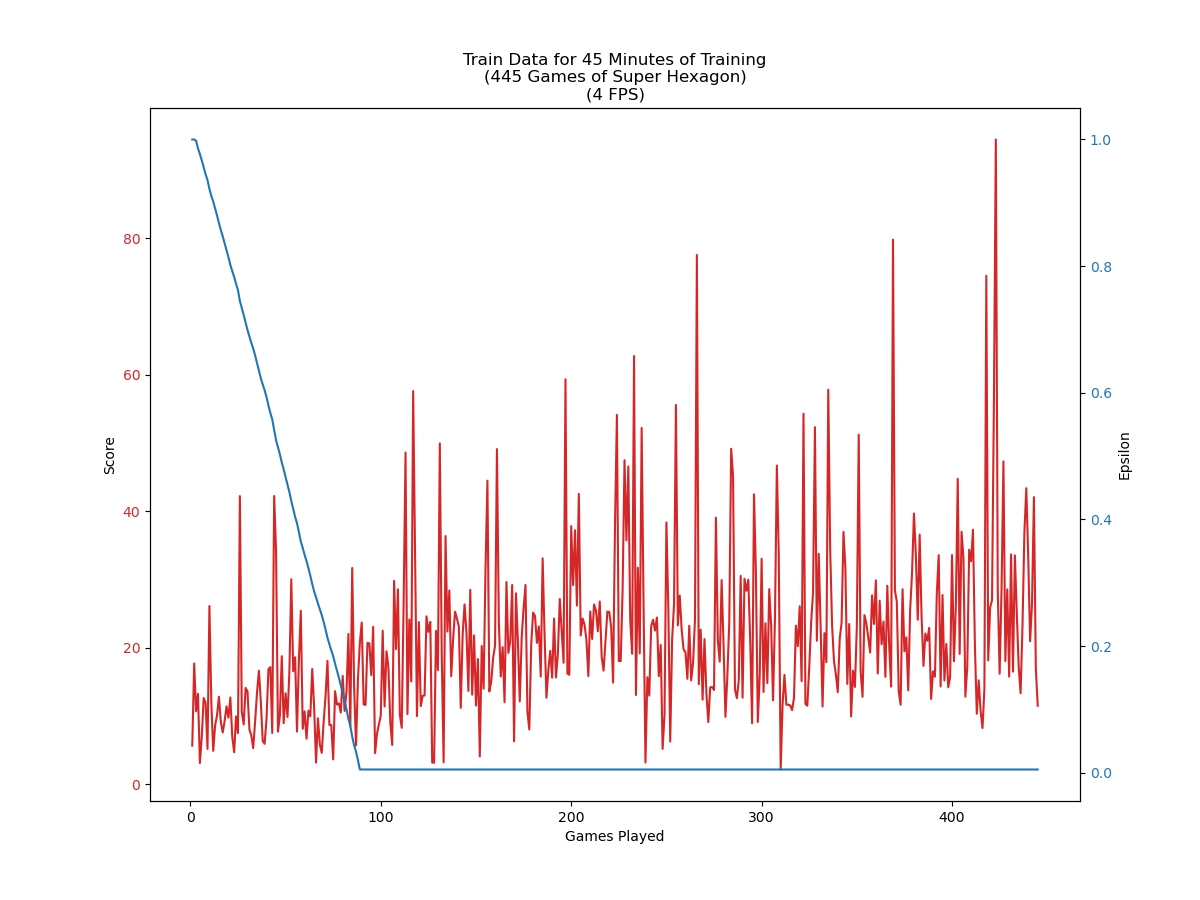 Train Data for 45 Minutes of Training
(445 Games of Super Hexagon)
(4 FPS)
Score
80
60
40
20
0
1.0
0.8
0.6
0.4
0.2
0.0
Epsilon
0 100 200 300 400
Games Played